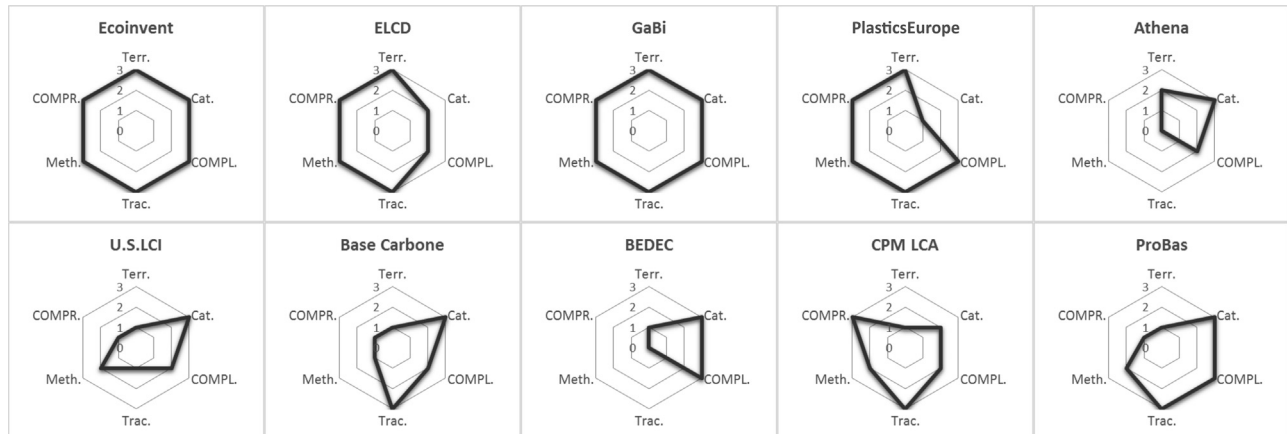 Ecoinvent
Terr.
3
COMPR.
2
Cat.
1
0
Meth.
COMPL.
Trac.
ELCD
Terr.
3
COMPR.
2
Cat.
1
0
Meth.
COMPL.
Trac.
GaBi
Terr.
3
COMPR.
2
Cat.
1
0
Meth.
COMPL.
Trac.
PlasticsEurope
Terr.
3
COMPR.
2
Cat.
1
0
Meth.
COMPL.
Trac.
Athena
Terr.
3
COMPR.
2
Cat.
1
0
Meth.
COMPL.
Trac.
U.S.LCI
Terr.
3
COMPR.
2
Cat.
1
0
Meth.
COMPL.
Trac.
Base Carbone
Terr.
3
COMPR.
2
Cat.
1
0
Meth.
COMPL.
Trac.
BEDEC
Terr.
3
COMPR.
2
Cat.
1
0
Meth.
COMPL.
Trac.
CPM LCA
Terr.
3
COMPR.
2
Cat.
1
0
Meth.
COMPL.
Trac.
ProBas
Terr.
3
COMPR.
2
Cat.
1
0
Meth.
COMPL.
Trac.